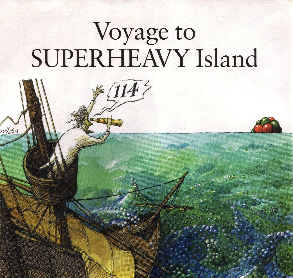 Voyage to
SUPERHEAVY Island
114